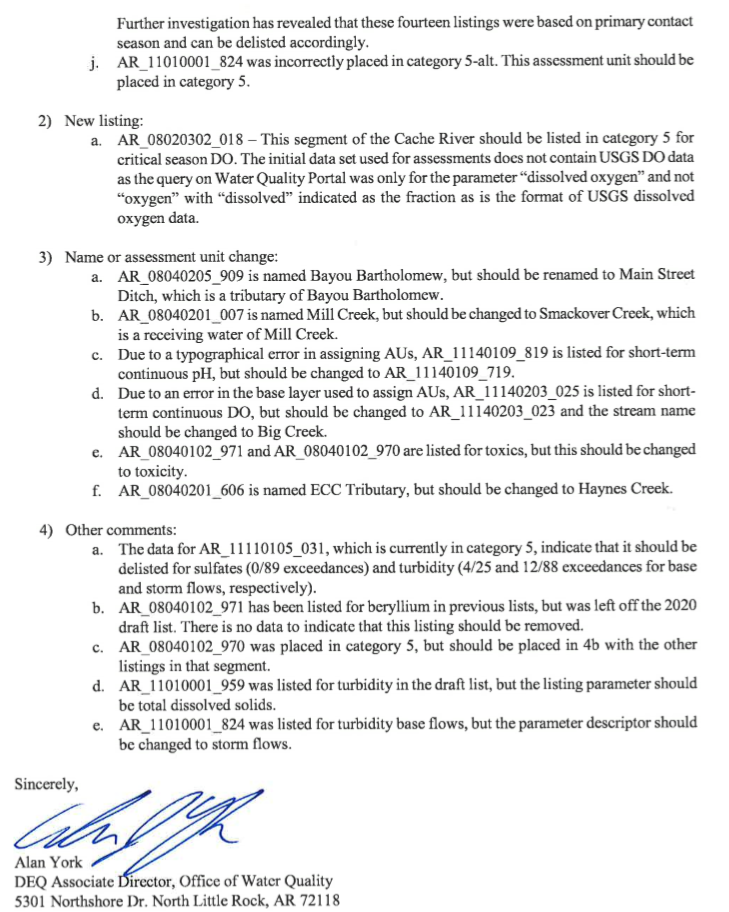 Further investigation has revealed that these fourteen listings were based on primary contact
season and can be delisted accordingly.
j. AR_11010001_824 was incorrectly placed in category 5-alt. This assessment unit should be
placed in category 5.
2) New listing:
a. AR_08020302_018 – This segment of the Cache River should be listed in category 5 for
critical season DO. The initial data set used for assessments does not contain USGS DO data
as the query on Water Quality Portal was only for the parameter “dissolved oxygen” and not
“oxygen” with “dissolved” indicated as the fraction as is the format of USGS dissolved
oxygen data.
3) Name or assessment unit change:
a. AR_08040205_909 is named Bayou Bartholomew, but should be renamed to Main Street
Ditch, which is a tributary of Bayou Bartholomew.
b. AR_08040201_007 is named Mill Creek, but should be changed to Smackover Creek, which
is a receiving water of Mill Creek.
c. Due to a typographical error in assigning AUs, AR_11140109_819 is listed for short-term
continuous pH, but should be changed to AR_11140109_719.
d. Due to an error in the base layer used to assign AUs, AR_11140203_025 is listed for short-
term continuous DO, but should be changed to AR_11140203_023 and the stream name
should be changed to Big Creek.
e. AR_08040102_971 and AR_08040102_970 are listed for toxics, but this should be changed
to toxicity.
f. AR_08040201_606 is named ECC Tributary, but should be changed to Haynes Creek.
4) Other comments:
a. The data for AR_11110105_031, which is currently in category 5, indicate that it should be
delisted for sulfates (0/89 exceedances) and turbidity (4/25 and 12/88 exceedances for base
and storm flows, respectively).
b. AR_08040102_971 has been listed for beryllium in previous lists, but was left off the 2020
draft list. There is no data to indicate that this listing should be removed.
c. AR_08040102_970 was placed in category 5, but should be placed in 4b with the other
listings in that segment.
d. AR_11010001_959 was listed for turbidity in the draft list, but the listing parameter should
be total dissolved solids.
e. AR_11010001_824 was listed for turbidity base flows, but the parameter descriptor should
be changed to storm flows.
Sincerely,
Alan York
DEQ Associate Director, Office of Water Quality
5301 Northshore Dr. North Little Rock, AR 72118